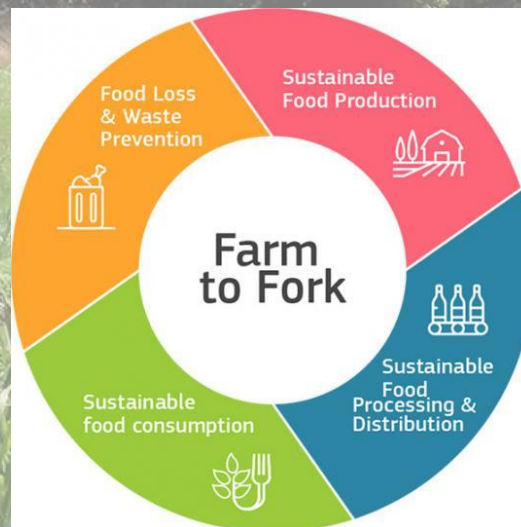 Food Loss
& Waste
Prevention
Sustainable
Food Production
Farm
to Fork
Sustainable
Food
Processing &
Distribution
Sustainable
food consumption